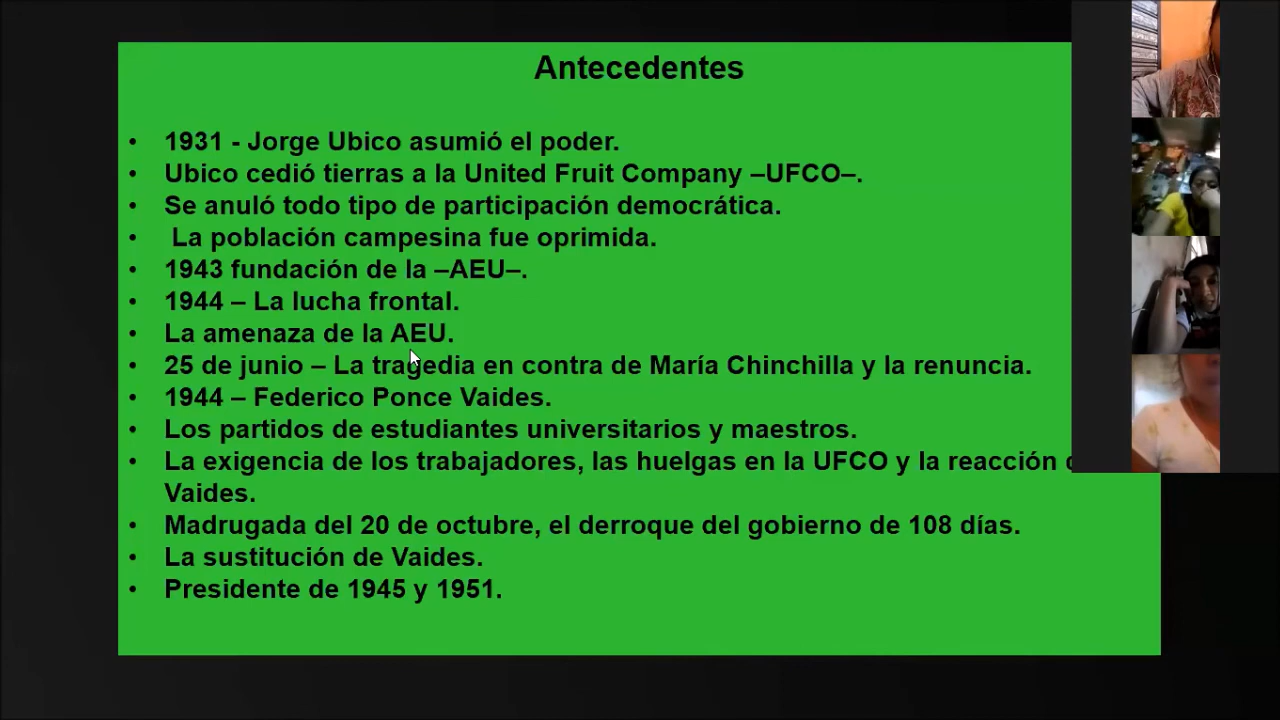 Antecedentes
• 1931 - Jorge Ubico asumió el poder.
• Ubico cedió tierras a la United Fruit Company –UFCO–.
• Se anuló todo tipo de participación democrática.
• La población campesina fue oprimida.
• 1943 fundación de la –AEU–.
• 1944 – La lucha frontal.
• La amenaza de la AEU.
• 25 de junio – La tragedia en contra de María Chinchilla y la renuncia.
• 1944 – Federico Ponce Vaides.
• Los partidos de estudiantes universitarios y maestros.
• La exigencia de los trabajadores, las huelgas en la UFCO y la reacción
Vaides.
• Madrugada del 20 de octubre, el derroque del gobierno de 108 días.
• La sustitución de Vaides.
• Presidente de 1945 y 1951.